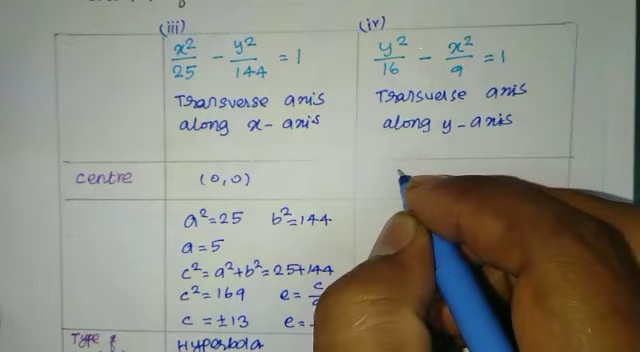 (iii) (iv)
x²/25 - y²/144 = 1
Transverse axis
along x-axis
y²/16 - x²/9 = 1
Transverse axis
along y-axis
centre (0,0)
a²=25 b²=144
a=5
c²=a²+b²=25+144
c²=169 e=c
c=±13 e=
Type
Hyperbola